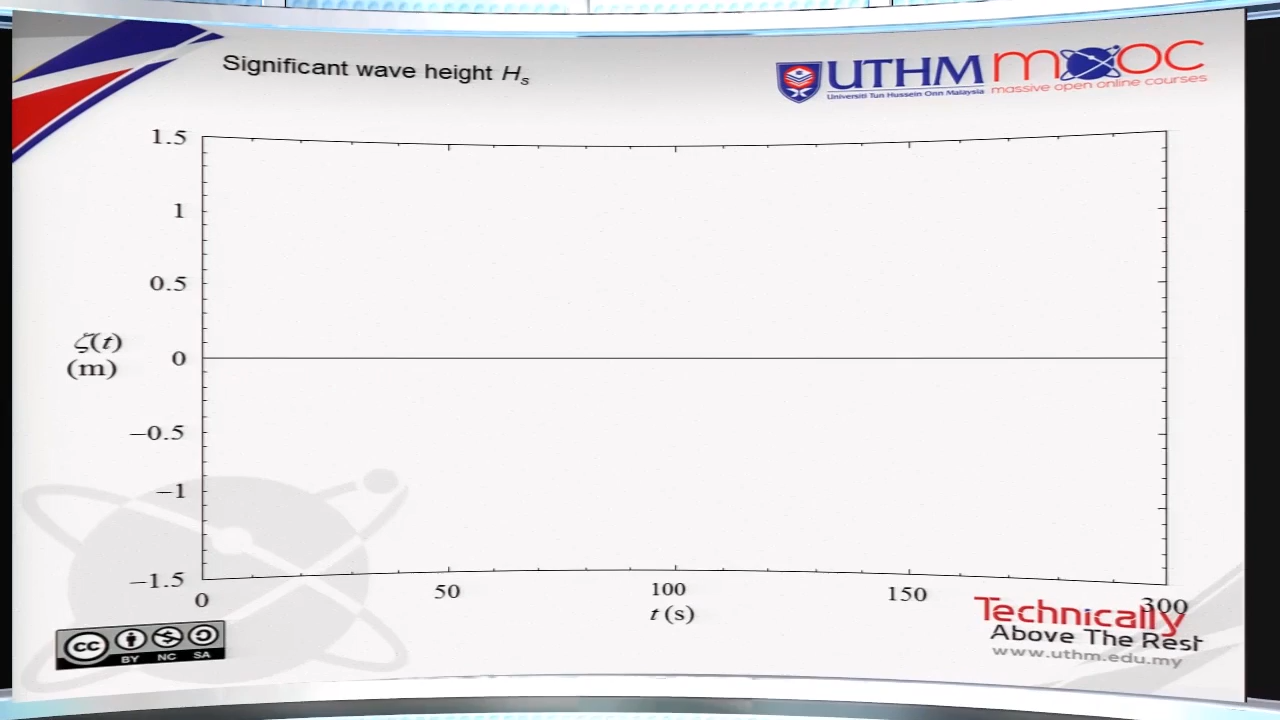 Significant wave height Hs
UTHM
Universiti Tun Hussein Onn Malaysia
mooc
massive open online courses
1.5
1
0.5
0
−0.5
−1
−1.5
ζ(t)
(m)
0
50
100
150
300
t (s)
cc
BY NC SA
Technically
Above The Rest
www.uthm.edu.my